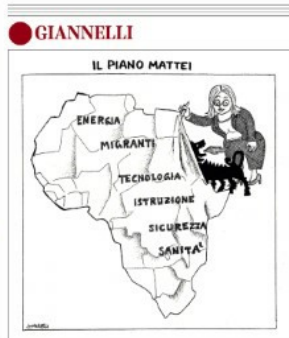 GIANNELLI
IL PIANO MATTEI
ENERGIA
MIGRANTI
TECNOLOGIA
ISTRUZIONE
SICUREZZA
SANITA'